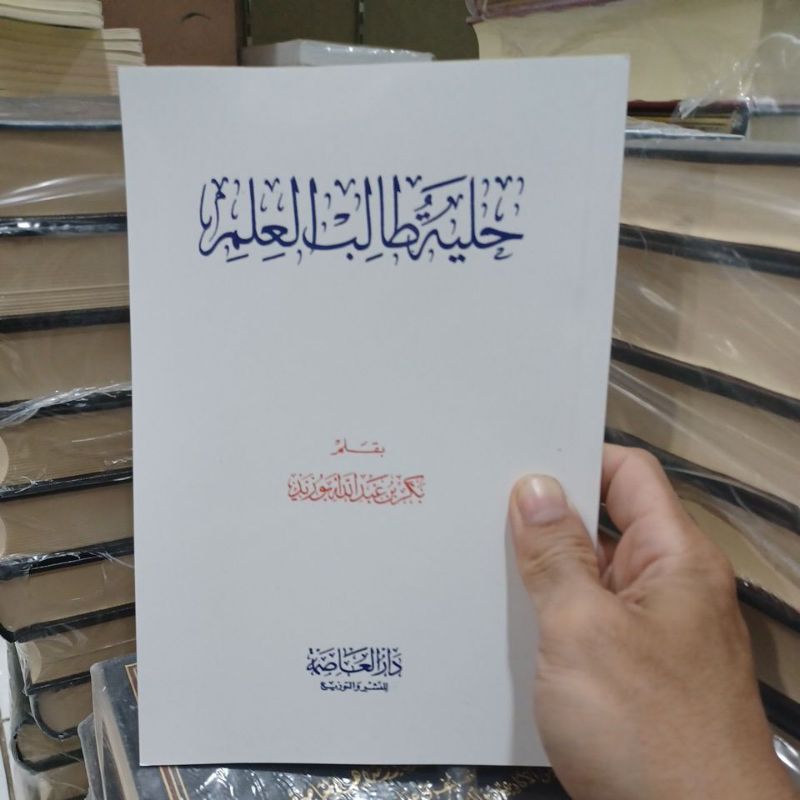 حلية طالب العلم
بقلم
بكر بن عبد الله أبو زيد
دار العاصمة
للنشر والتوزيع